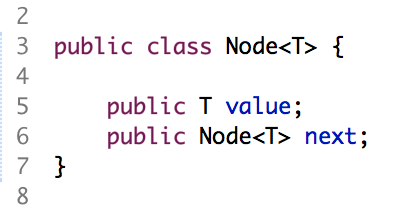 2
3 public class Node<T> {
4
5     public T value;
6     public Node<T> next;
7 }
8